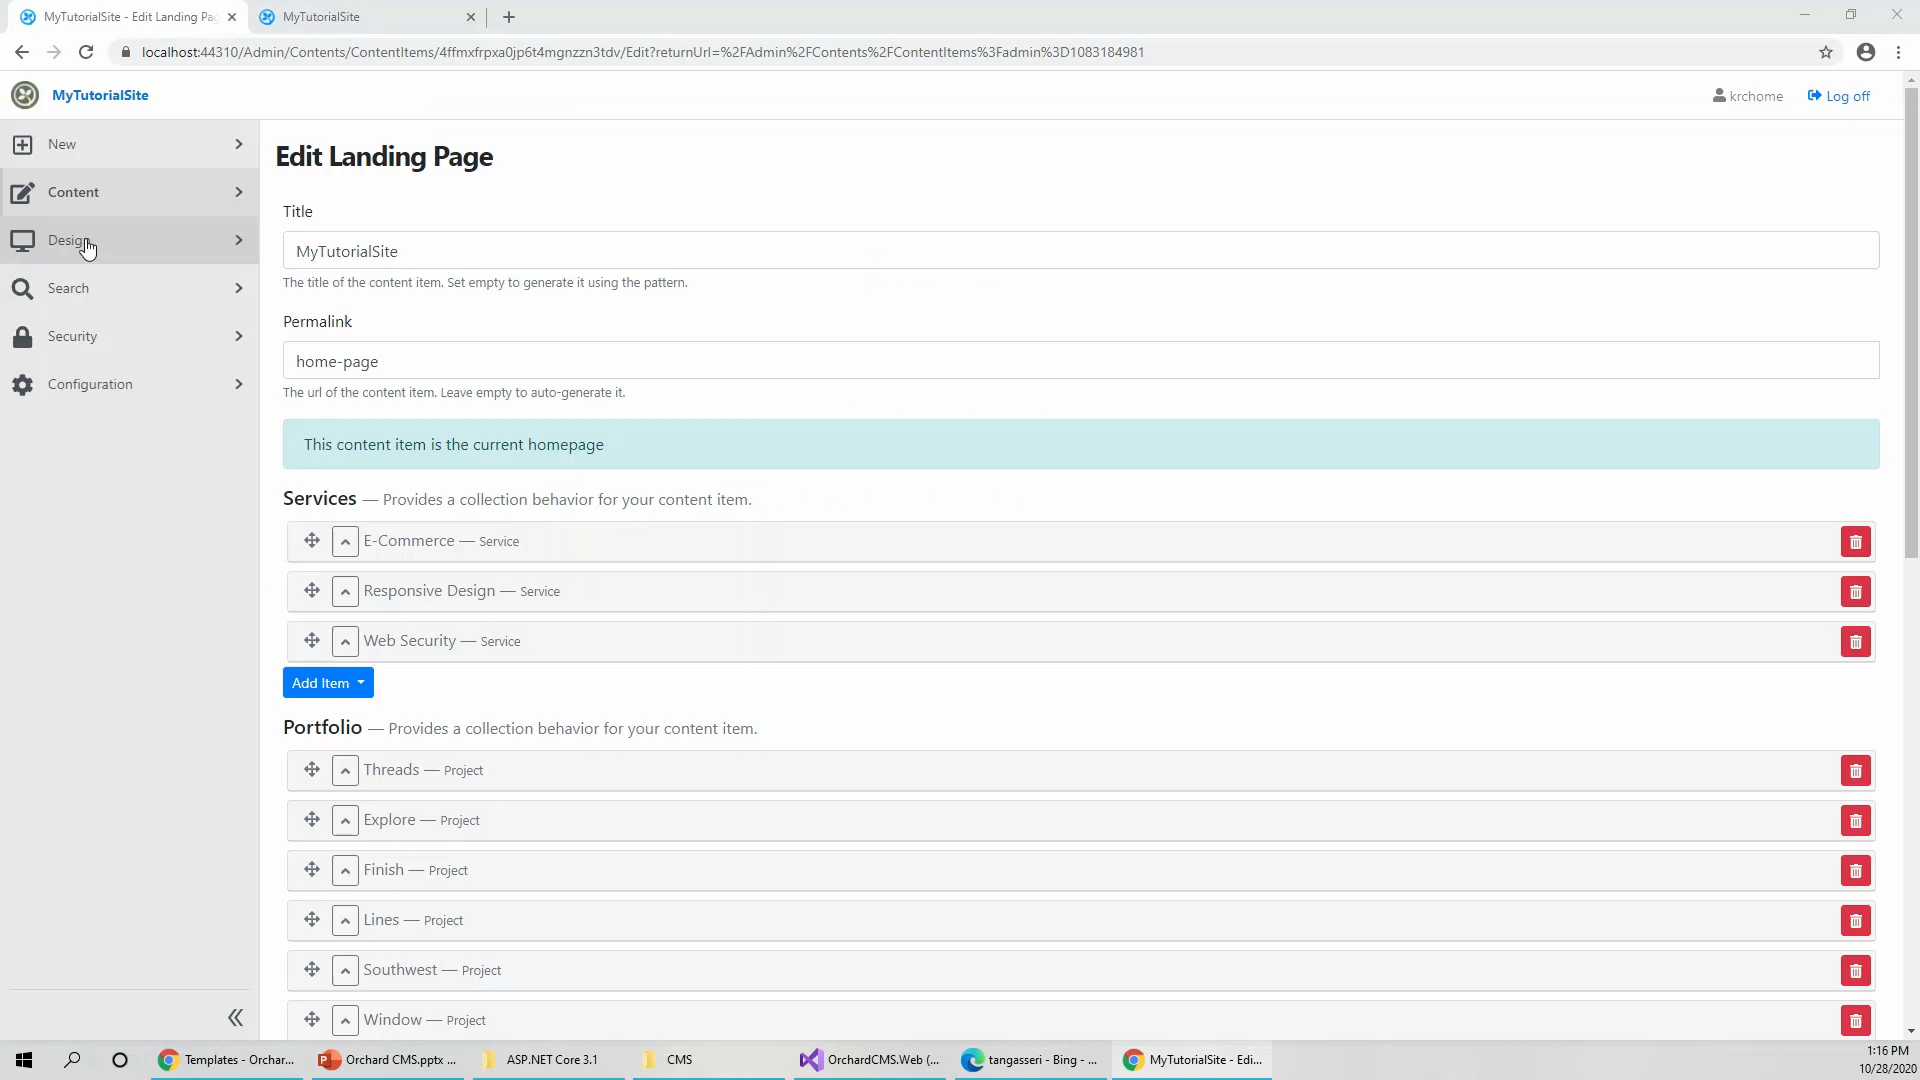 MyTutorialSite - Edit Landing Pag
MyTutorialSite
localhost:44310/Admin/Contents/ContentItems/4ffmxfrpxa0jp6t4mgnzzn3tdv/Edit?returnUrl=%2FAdmin%2FContents%2FContentItems%3Fadmin%3D1083184981
MyTutorialSite
krchome
Log off
New
Content
Design
Search
Security
Configuration
Edit Landing Page
Title
MyTutorialSite
The title of the content item. Set empty to generate it using the pattern.
Permalink
home-page
The url of the content item. Leave empty to auto-generate it.
This content item is the current homepage
Services — Provides a collection behavior for your content item.
E-Commerce — Service
Responsive Design — Service
Web Security — Service
Add Item
Portfolio — Provides a collection behavior for your content item.
Threads — Project
Explore — Project
Finish — Project
Lines — Project
Southwest — Project
Window — Project
Templates - Orchar...
Orchard CMS.pptx ...
ASP.NET Core 3.1
CMS
OrchardCMS.Web (...
tangasseri - Bing - ...
MyTutorialSite - Edi...
1:16 PM
10/28/2020